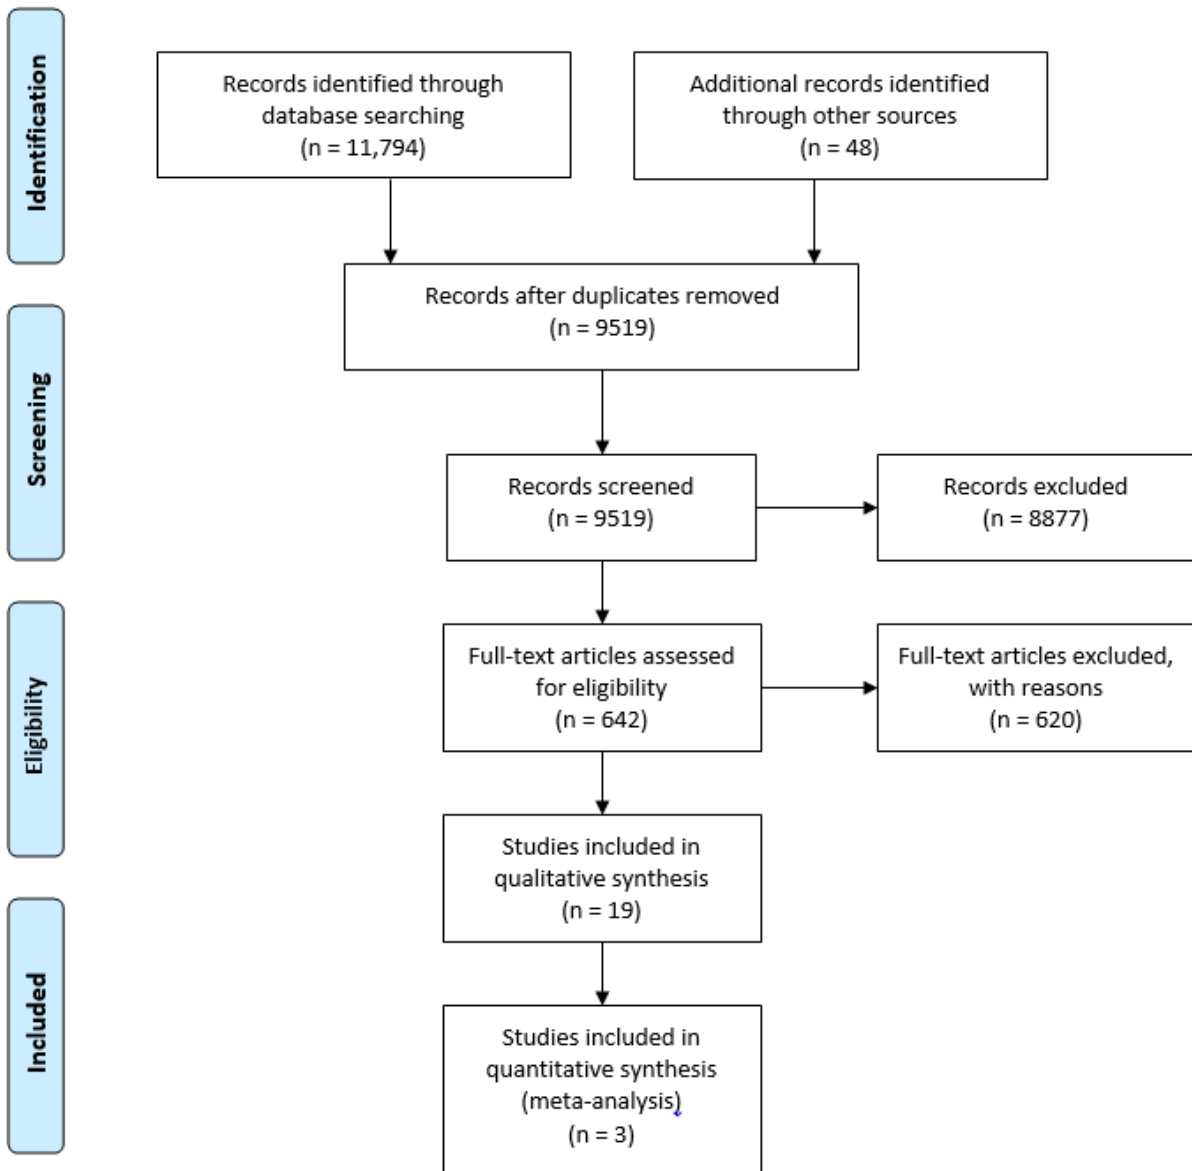 Identification
Records identified through
database searching
(n = 11,794)
Additional records identified
through other sources
(n = 48)
Records after duplicates removed
(n = 9519)
Screening
Records screened
(n = 9519)
Records excluded
(n = 8877)
Eligibility
Full-text articles assessed
for eligibility
(n = 642)
Full-text articles excluded,
with reasons
(n = 620)
Studies included in
qualitative synthesis
(n = 19)
Included
Studies included in
quantitative synthesis
(meta-analysis)
(n = 3)